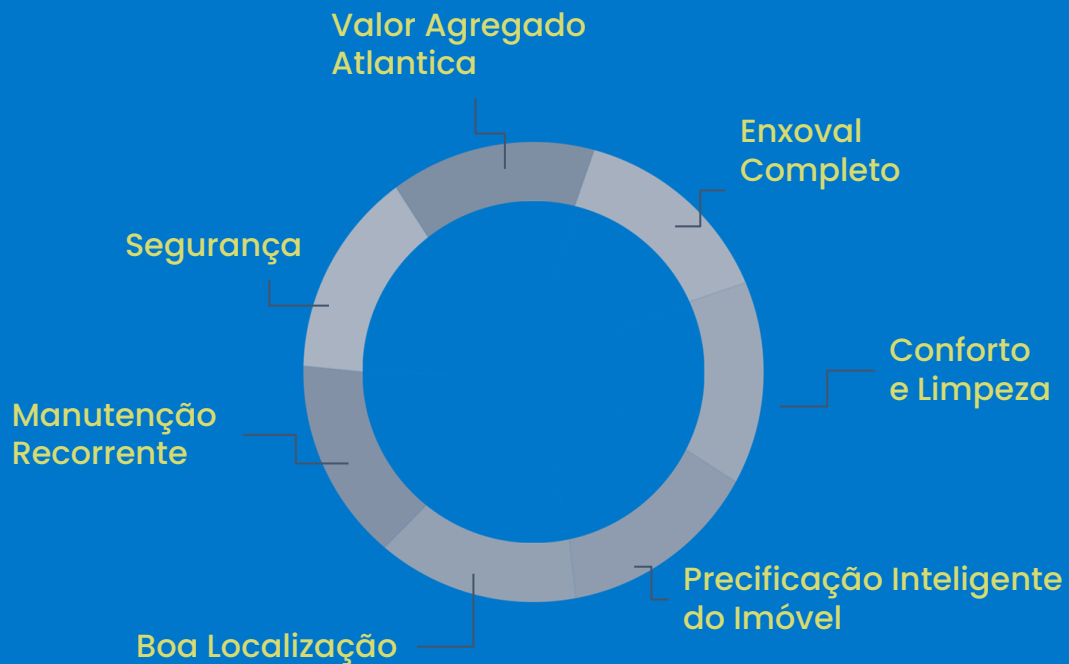 Valor Agregado
Atlantica
Enxoval
Completo
Segurança
Conforto
e Limpeza
Manutenção
Recorrente
Precificação Inteligente
do Imóvel
Boa Localização